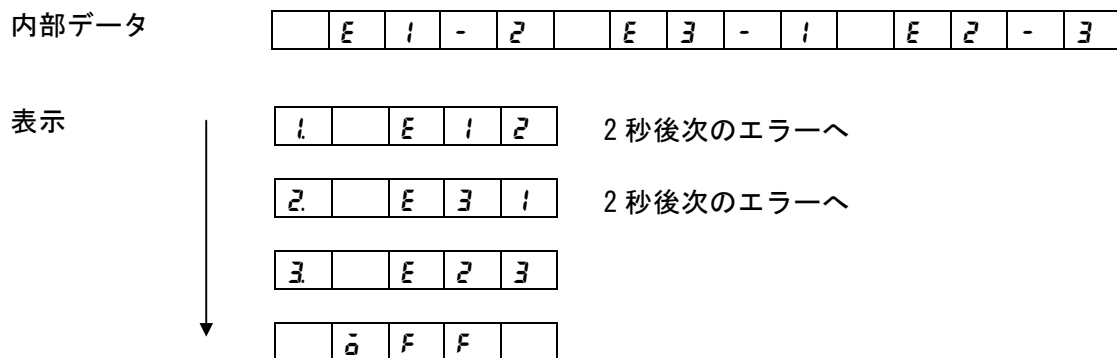 内部データ E 1 - 2 E 3 - 1 E 2 - 3
表示
1. E 1 2 2秒後次のエラーへ
2. E 3 1 2秒後次のエラーへ
3. E 2 3
ō F F